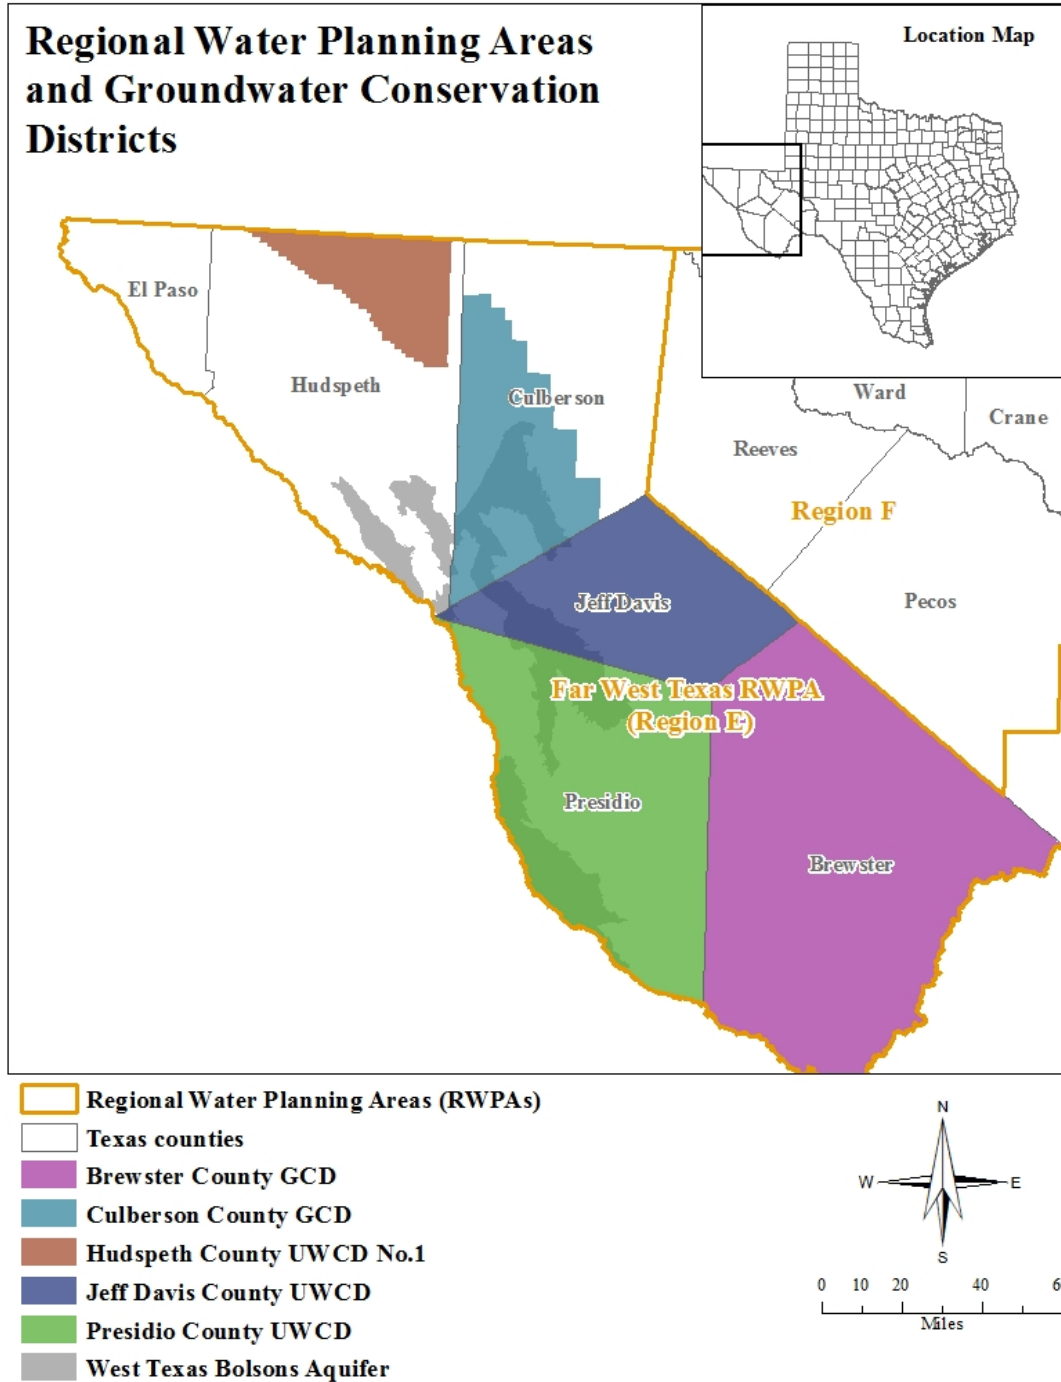 Regional Water Planning Areas
and Groundwater Conservation
Districts
Location Map
El Paso
Hudspeth
Culberson
Ward
Crane
Reeves
Region F
Jeff Davis
Pecos
Far West Texas RWPA
(Region E)
Presidio
Brewster
Regional Water Planning Areas (RWPAs)
Texas counties
Brewster County GCD
Culberson County GCD
Hudspeth County UWCD No.1
Jeff Davis County UWCD
Presidio County UWCD
West Texas Bolsons Aquifer
N
W E
S
0 10 20 40
Miles